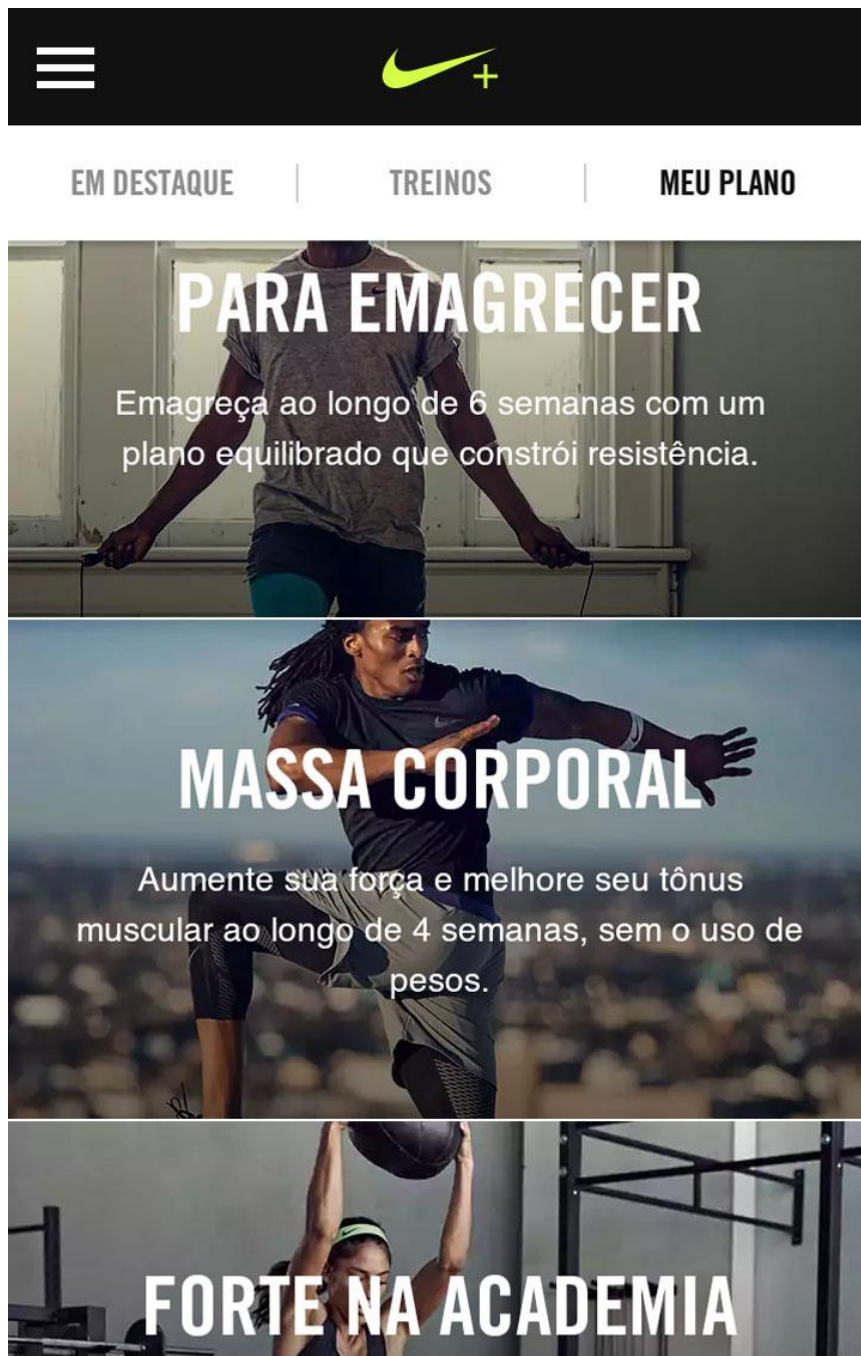 EM DESTAQUE
TREINOS
MEU PLANO
PARA EMAGRECER
Emagreça ao longo de 6 semanas com um
plano equilibrado que constrói resistência.
MASSA CORPORAL
Aumente sua força e melhore seu tônus
muscular ao longo de 4 semanas, sem o uso de
pesos.
FORTE NA ACADEMIA